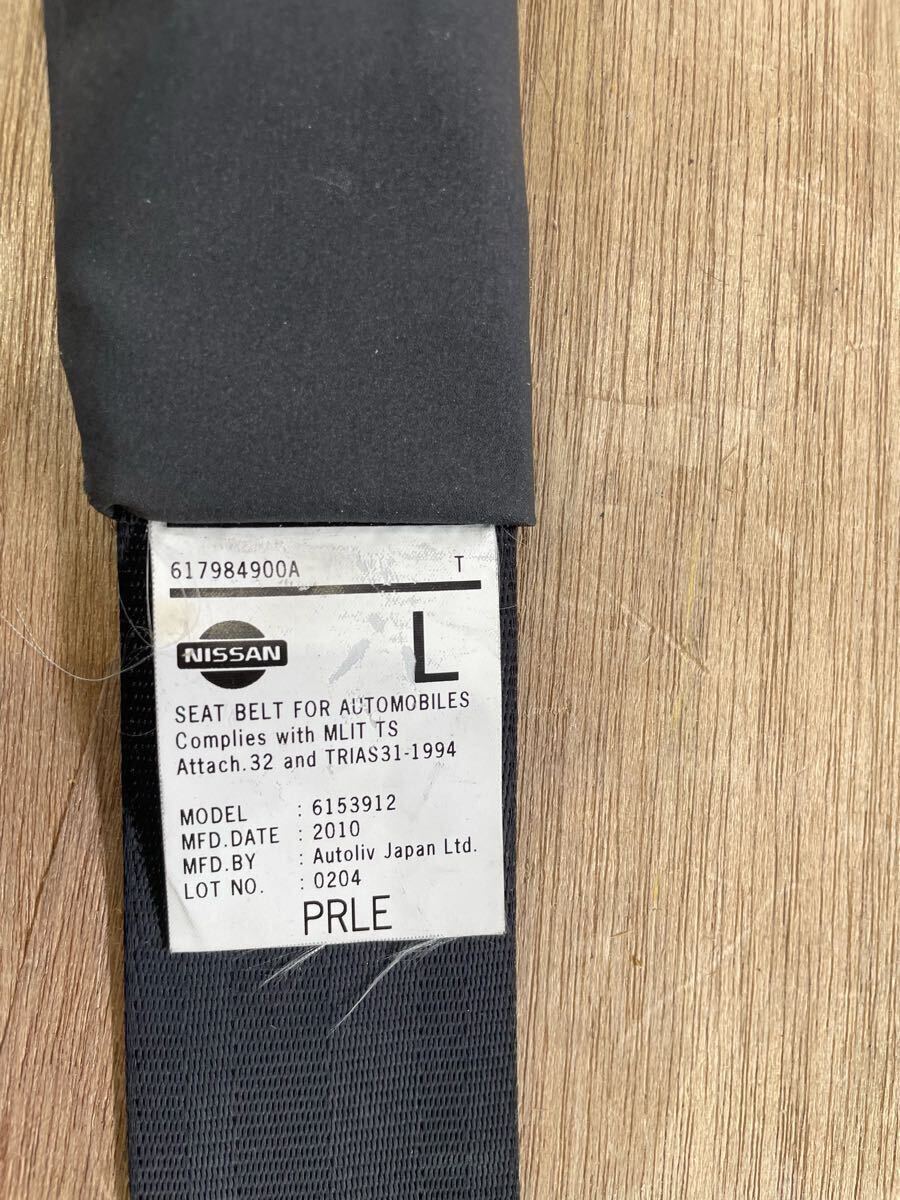 617984900A T
NISSAN L
SEAT BELT FOR AUTOMOBILES
Complies with MLIT TS
Attach.32 and TRIAS31-1994
MODEL : 6153912
MFD.DATE : 2010
MFD.BY : Autoliv Japan Ltd.
LOT NO. : 0204
PRLE